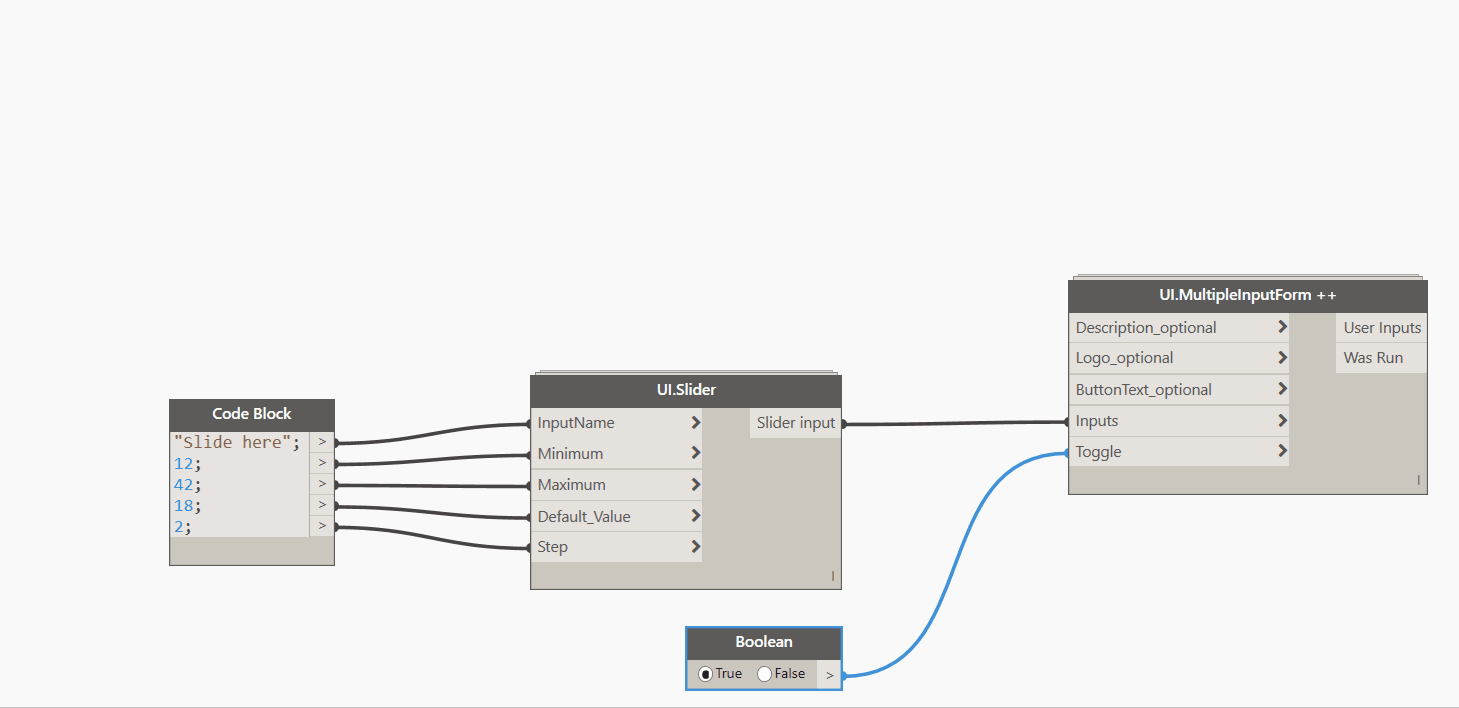 Code Block
"Slide here"; >
12; >
42; >
18; >
2; >
UI.Slider
InputName
Minimum
Maximum
Default_Value
Step
Slider input
l
Boolean
True False >
UI.MultipleInputForm ++
Description_optional
Logo_optional
ButtonText_optional
Inputs
Toggle
User Inputs
Was Run
l